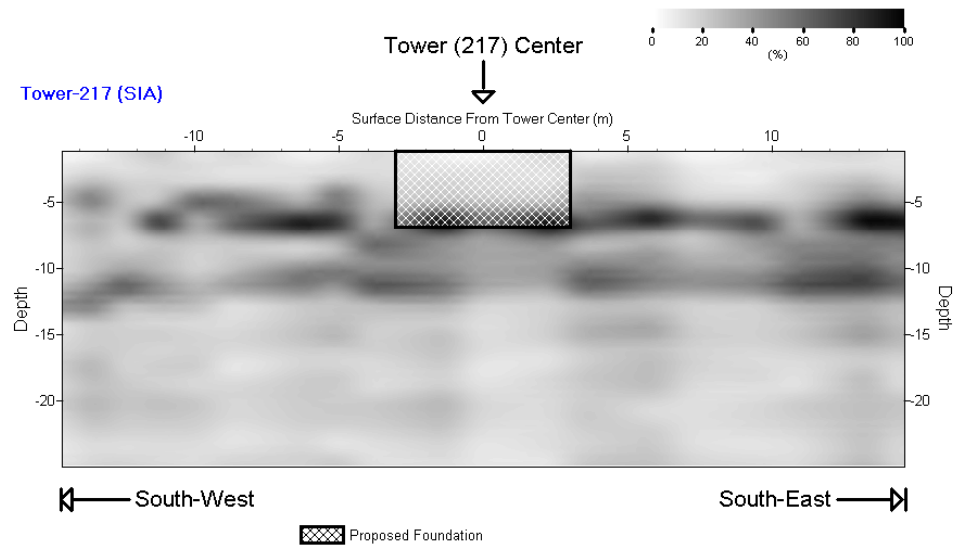 0 20 40 60 80 100
(%)
Tower (217) Center
Tower-217 (SIA)
Surface Distance From Tower Center (m)
-10 -5 0 5 10
-5 -5
-10 -10
Depth Depth
-15 -15
-20 -20
South-West South-East
Proposed Foundation